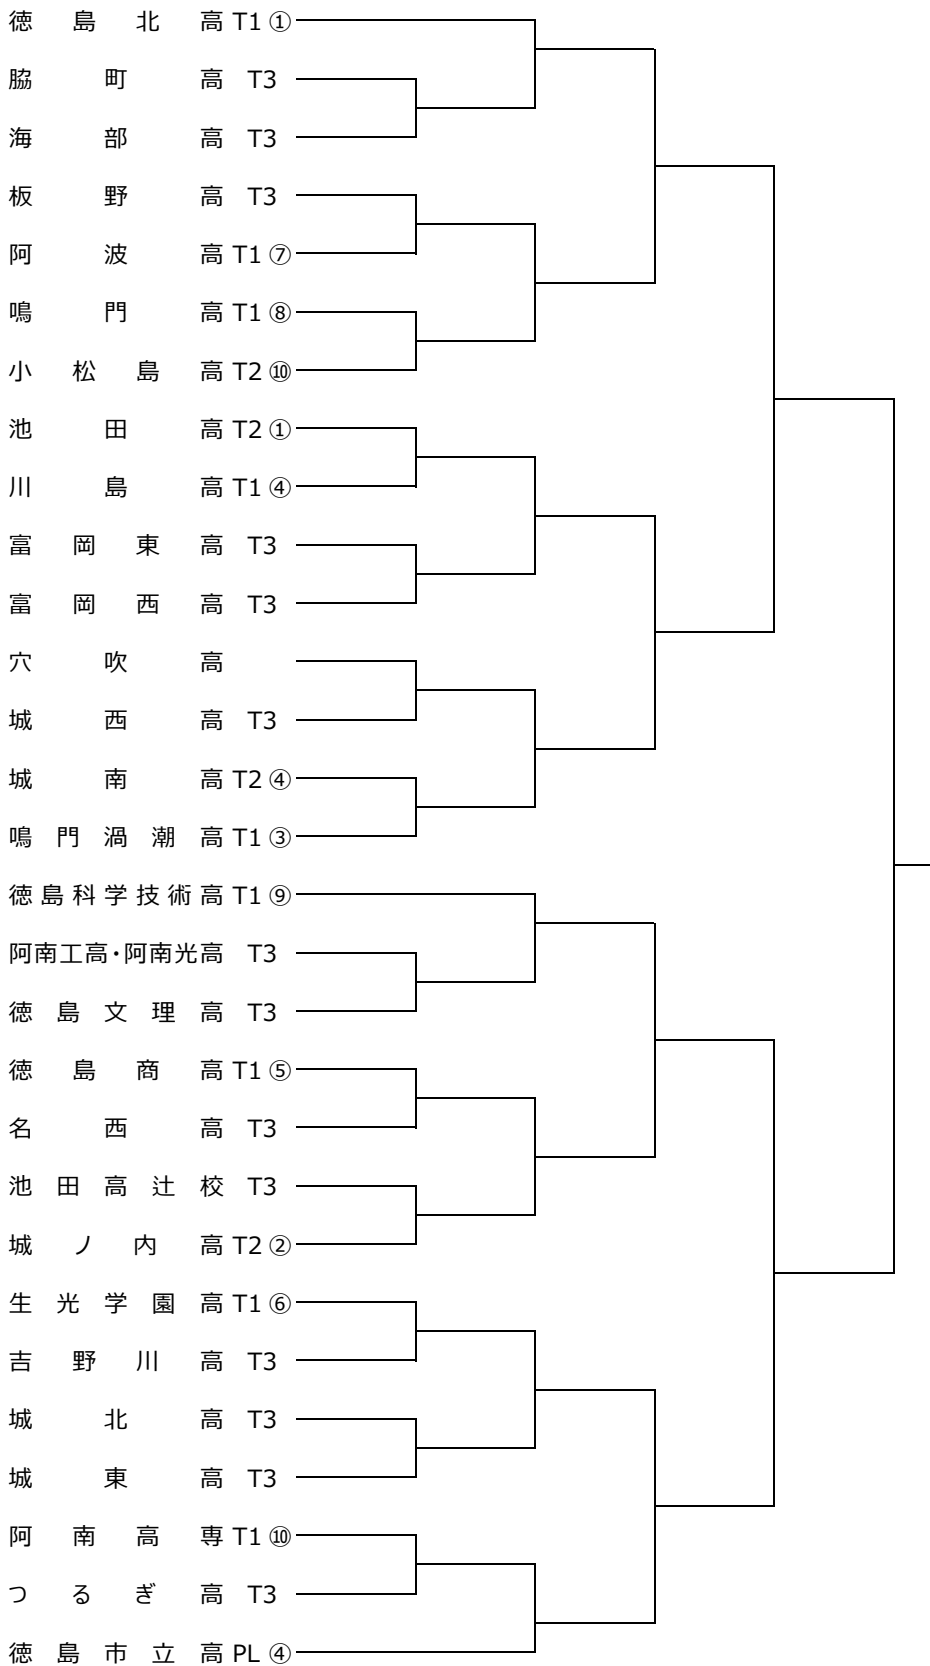 徳島北高 T1 ①
脇町高 T3
海部高 T3
板野高 T3
阿波高 T1 ⑦
鳴門高 T1 ⑧
小松島高 T2 ⑩
池田高 T2 ①
川島高 T1 ④
富岡東高 T3
富岡西高 T3
穴吹高
城西高 T3
城南高 T2 ④
鳴門渦潮高 T1 ③
徳島科学技術高 T1 ⑨
阿南工高・阿南光高 T3
徳島文理高 T3
徳島商高 T1 ⑤
名西高 T3
池田高辻校 T3
城ノ内高 T2 ②
生光学園高 T1 ⑥
吉野川高 T3
城北高 T3
城東高 T3
阿南高専 T1 ⑩
つるぎ高 T3
徳島市立高 PL ④